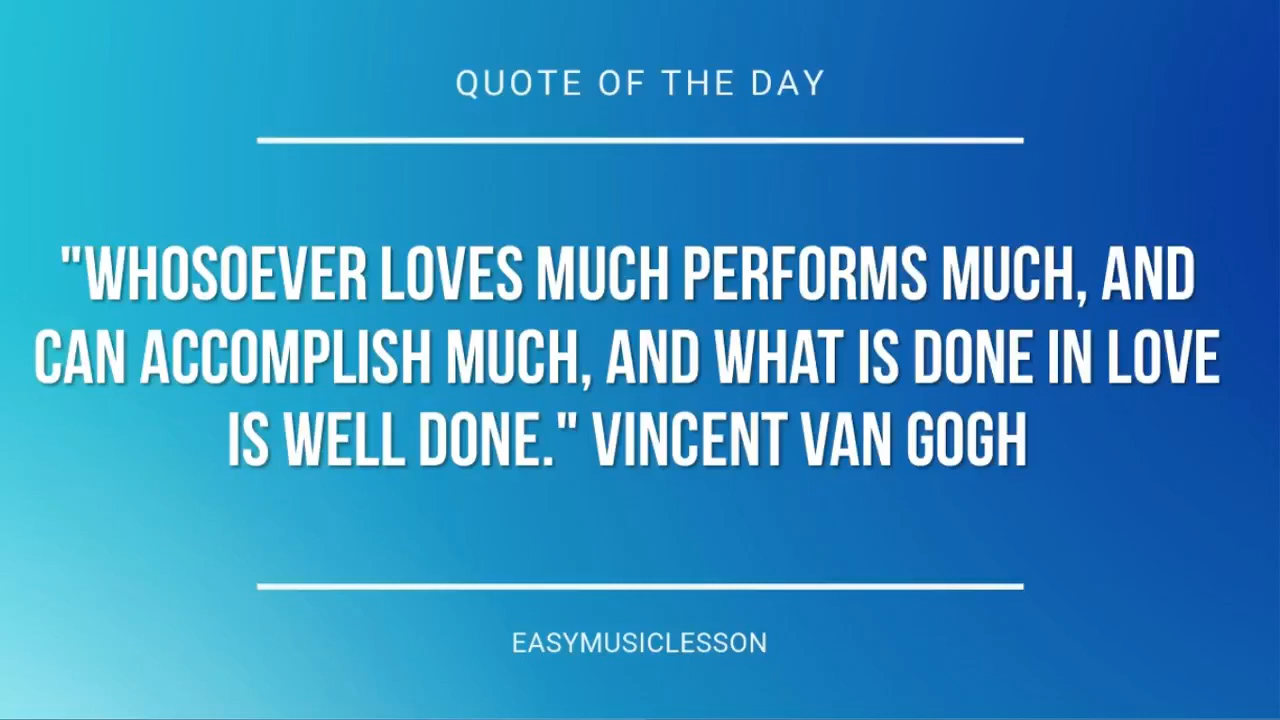 QUOTE OF THE DAY
"WHOSOEVER LOVES MUCH PERFORMS MUCH, AND
CAN ACCOMPLISH MUCH, AND WHAT IS DONE IN LOVE
IS WELL DONE." VINCENT VAN GOGH
EASYMUSICLESSON